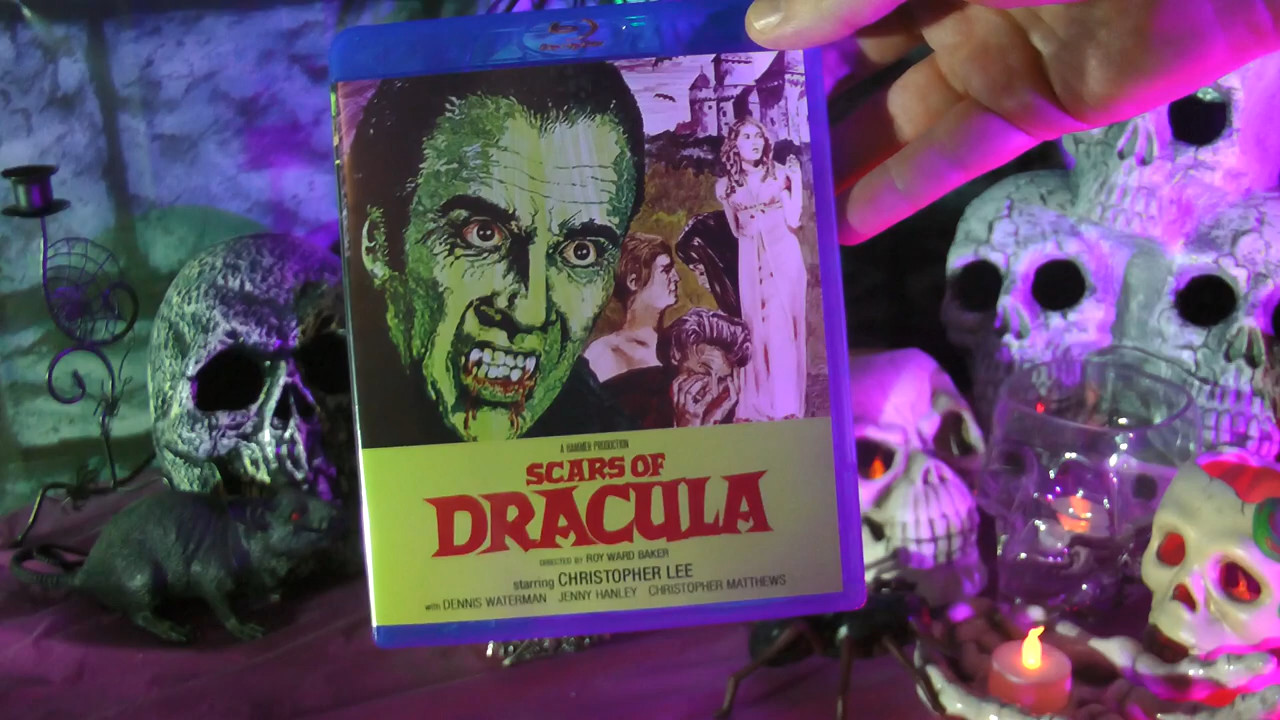 A HAMMER PRODUCTION
SCARS OF
DRACULA
DIRECTED BY ROY WARD BAKER
starring CHRISTOPHER LEE
with DENNIS WATERMAN JENNY HANLEY CHRISTOPHER MATTHEWS